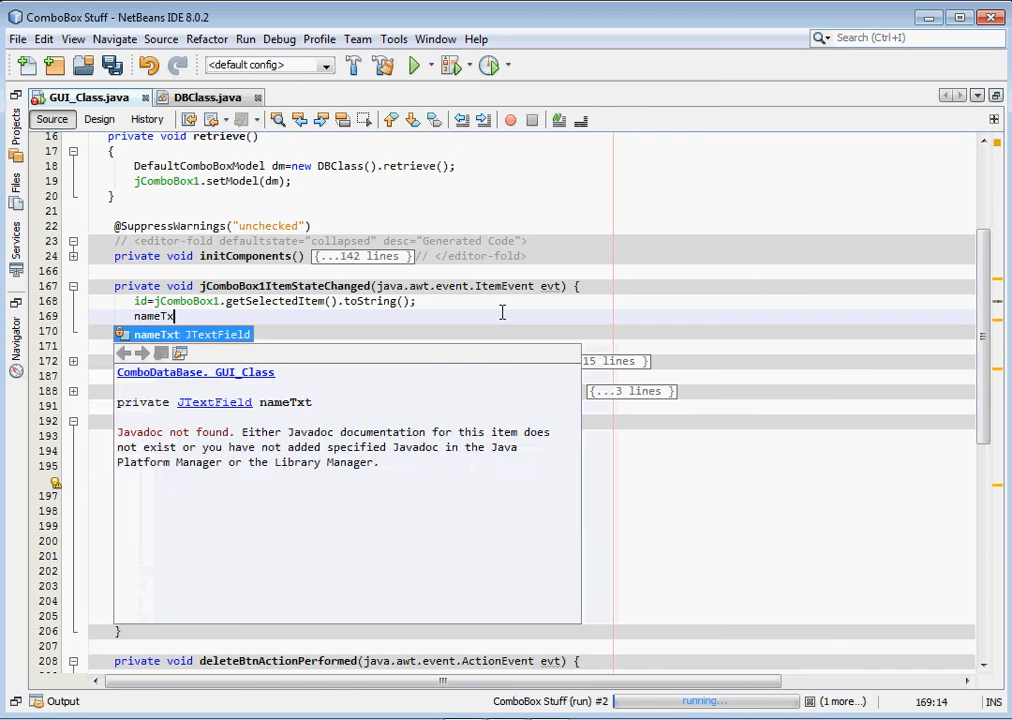 ComboBox Stuff - NetBeans IDE 8.0.2
File Edit View Navigate Source Refactor Run Debug Profile Team Tools Window Help
Search (Ctrl+I)
<default config>
GUI_Class.java DBClass.java
Source Design History
Projects
Files
Services
Navigator
16 private void retrieve()
17 {
18 DefaultComboBoxModel dm=new DBClass().retrieve();
19 jComboBox1.setModel(dm);
20 }
21
22 @SuppressWarnings("unchecked")
23 // <editor-fold defaultstate="collapsed" desc="Generated Code">
24 private void initComponents() {...142 lines }// </editor-fold>
166
167 private void jComboBox1ItemStateChanged(java.awt.event.ItemEvent evt) {
168 id=jComboBox1.getSelectedItem().toString();
169 nameTx
170
nameTxt JTextField
171
172 15 lines }
ComboDataBase. GUI_Class
187
188 {...3 lines }
191 private JTextField nameTxt
192
193 Javadoc not found. Either Javadoc documentation for this item does
194 not exist or you have not added specified Javadoc in the Java
195 Platform Manager or the Library Manager.
197
198
199
200
201
202
203
204
205
206 }
207
208 private void deleteBtnActionPerformed(java.awt.event.ActionEvent evt) {
Output ComboBox Stuff (run) #2 running... (1 more...) 169:14 INS